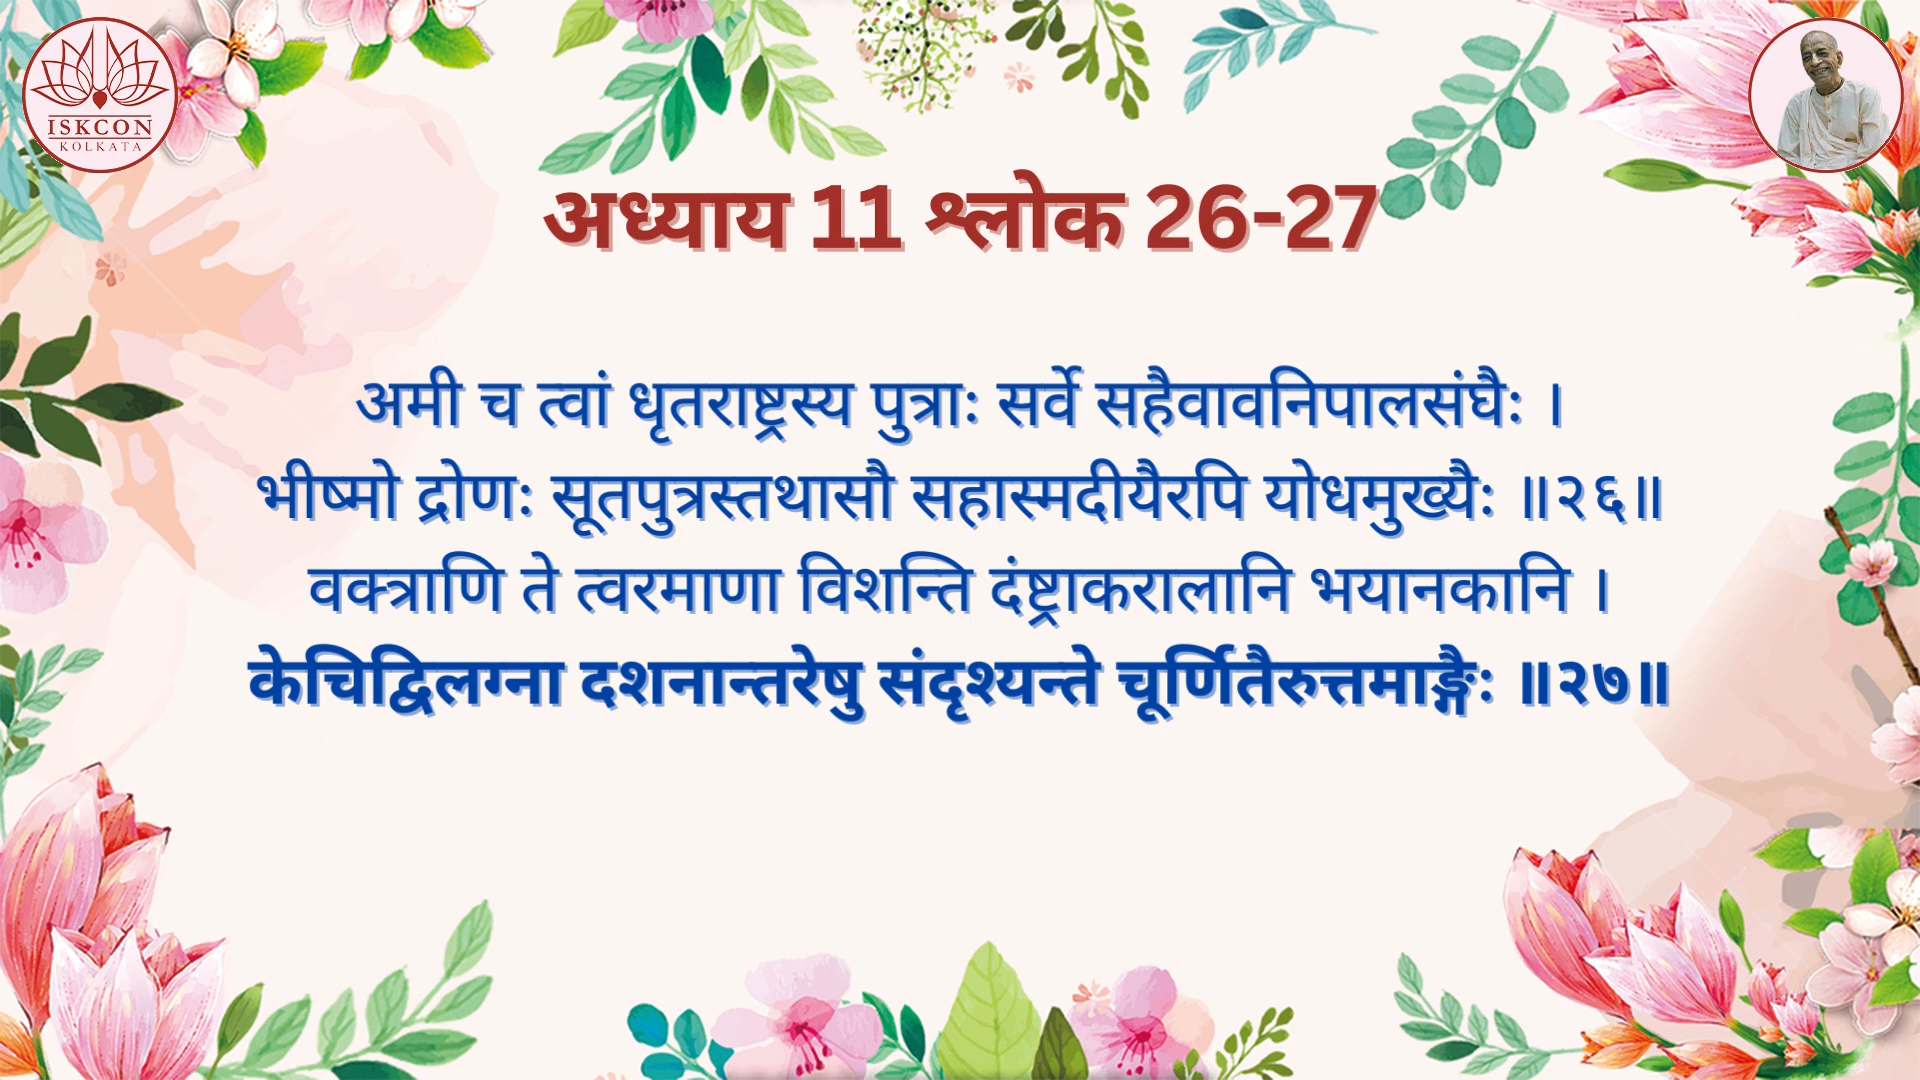 ISKCON
KOLKATA
अध्याय 11 श्लोक 26-27
अमी च त्वां धृतराष्ट्रस्य पुत्राः सर्वे सहैवावनिपालसंघैः ।
भीष्मो द्रोणः सूतपुत्रस्तथासौ सहास्मदीयैरपि योधमुख्यैः ॥२६॥
वक्त्राणि ते त्वरमाणा विशन्ति दंष्ट्राकरालानि भयानकानि ।
केचिद्विलग्ना दशनान्तरेषु संदृश्यन्ते चूर्णितैरुत्तमाङ्गैः ॥२७॥